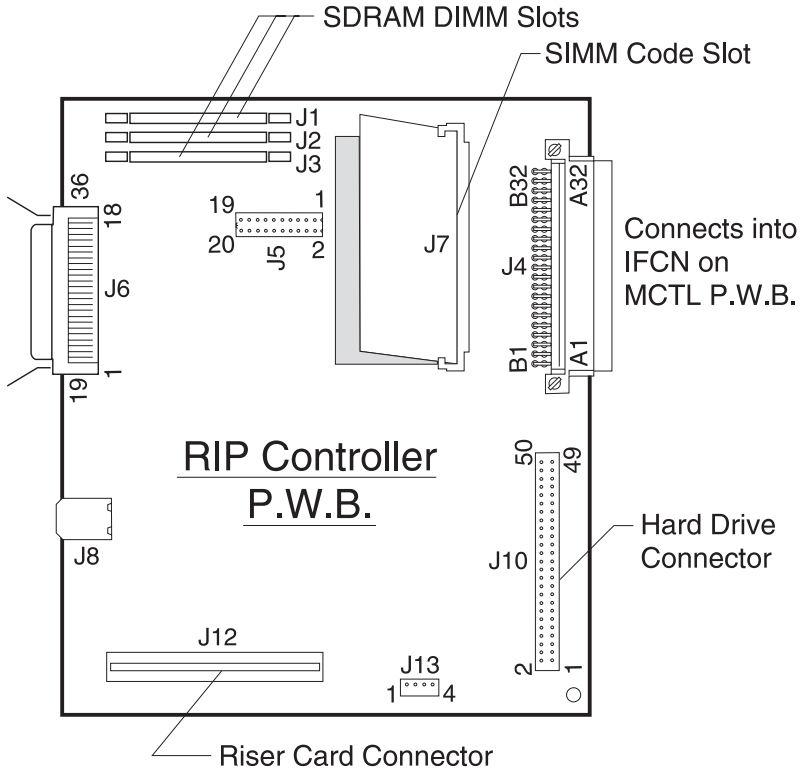 SDRAM DIMM Slots
SIMM Code Slot
J1
J2
J3
36
18
J6
1
19
19
1
20
J5
2
J7
B32
A32
J4
B1
A1
Connects into
IFCN on
MCTL P.W.B.
RIP Controller
P.W.B.
50
49
J10
2
1
Hard Drive
Connector
J8
J12
J13
1
4
Riser Card Connector